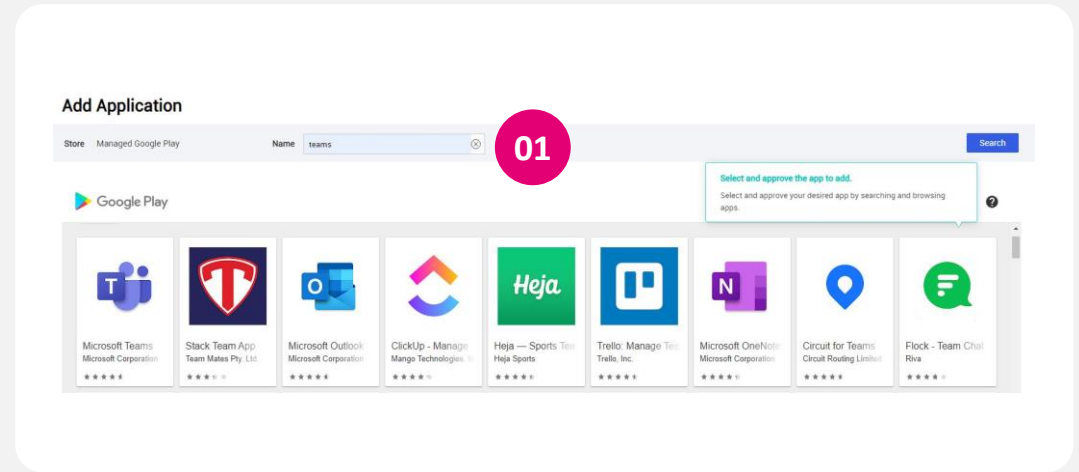 Add Application
Store Managed Google Play Name teams 01 Search
Select and approve the app to add.
Select and approve your desired app by searching and browsing
apps.
Google Play ?
T Heja N
Microsoft Teams Stack Team App Microsoft Outlook ClickUp - Manage Heja — Sports Tea Trello: Manage Tea Microsoft OneNote Circuit for Teams Flock - Team Chat
Microsoft Corporation Team Mates Pty. Ltd. Microsoft Corporation Mango Technologies, Heja Sports Trello, Inc. Microsoft Corporation Circuit Routing Limited Riva